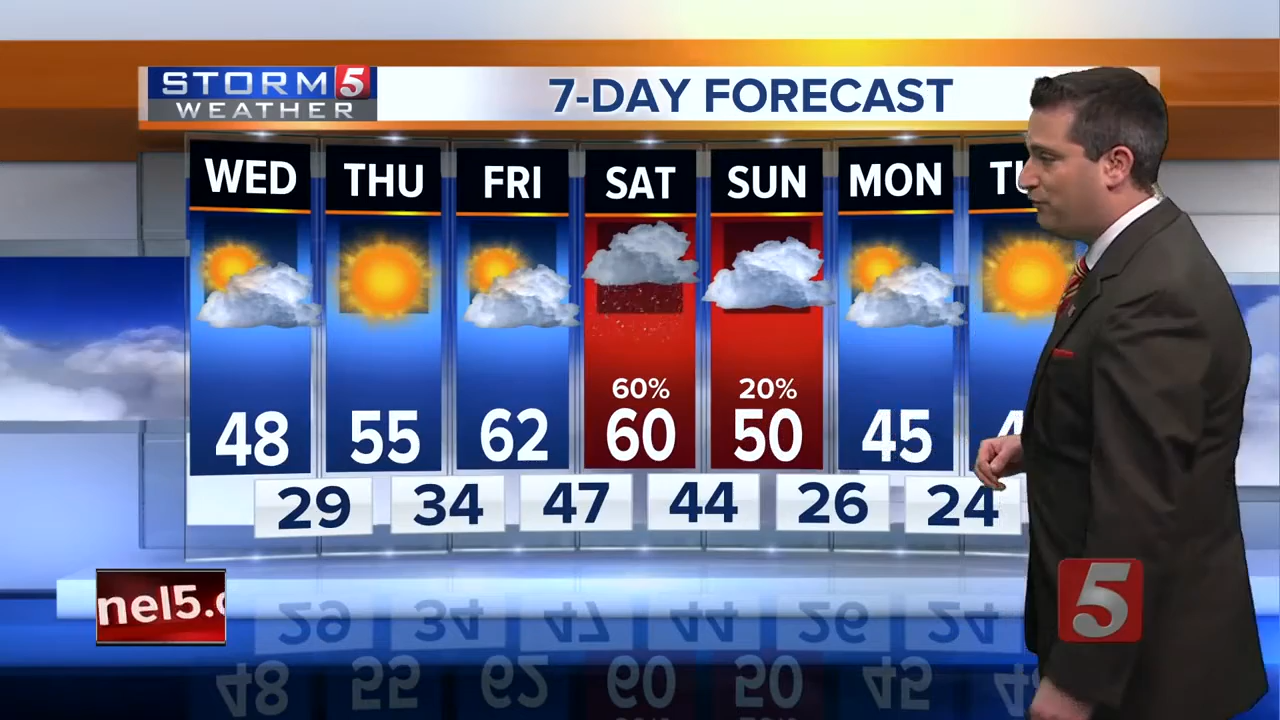 STORM 5
WEATHER
7-DAY FORECAST
WED THU FRI SAT SUN MON
60% 20%
48 55 62 60 50 45
29 34 47 44 26 24
nel5.
5